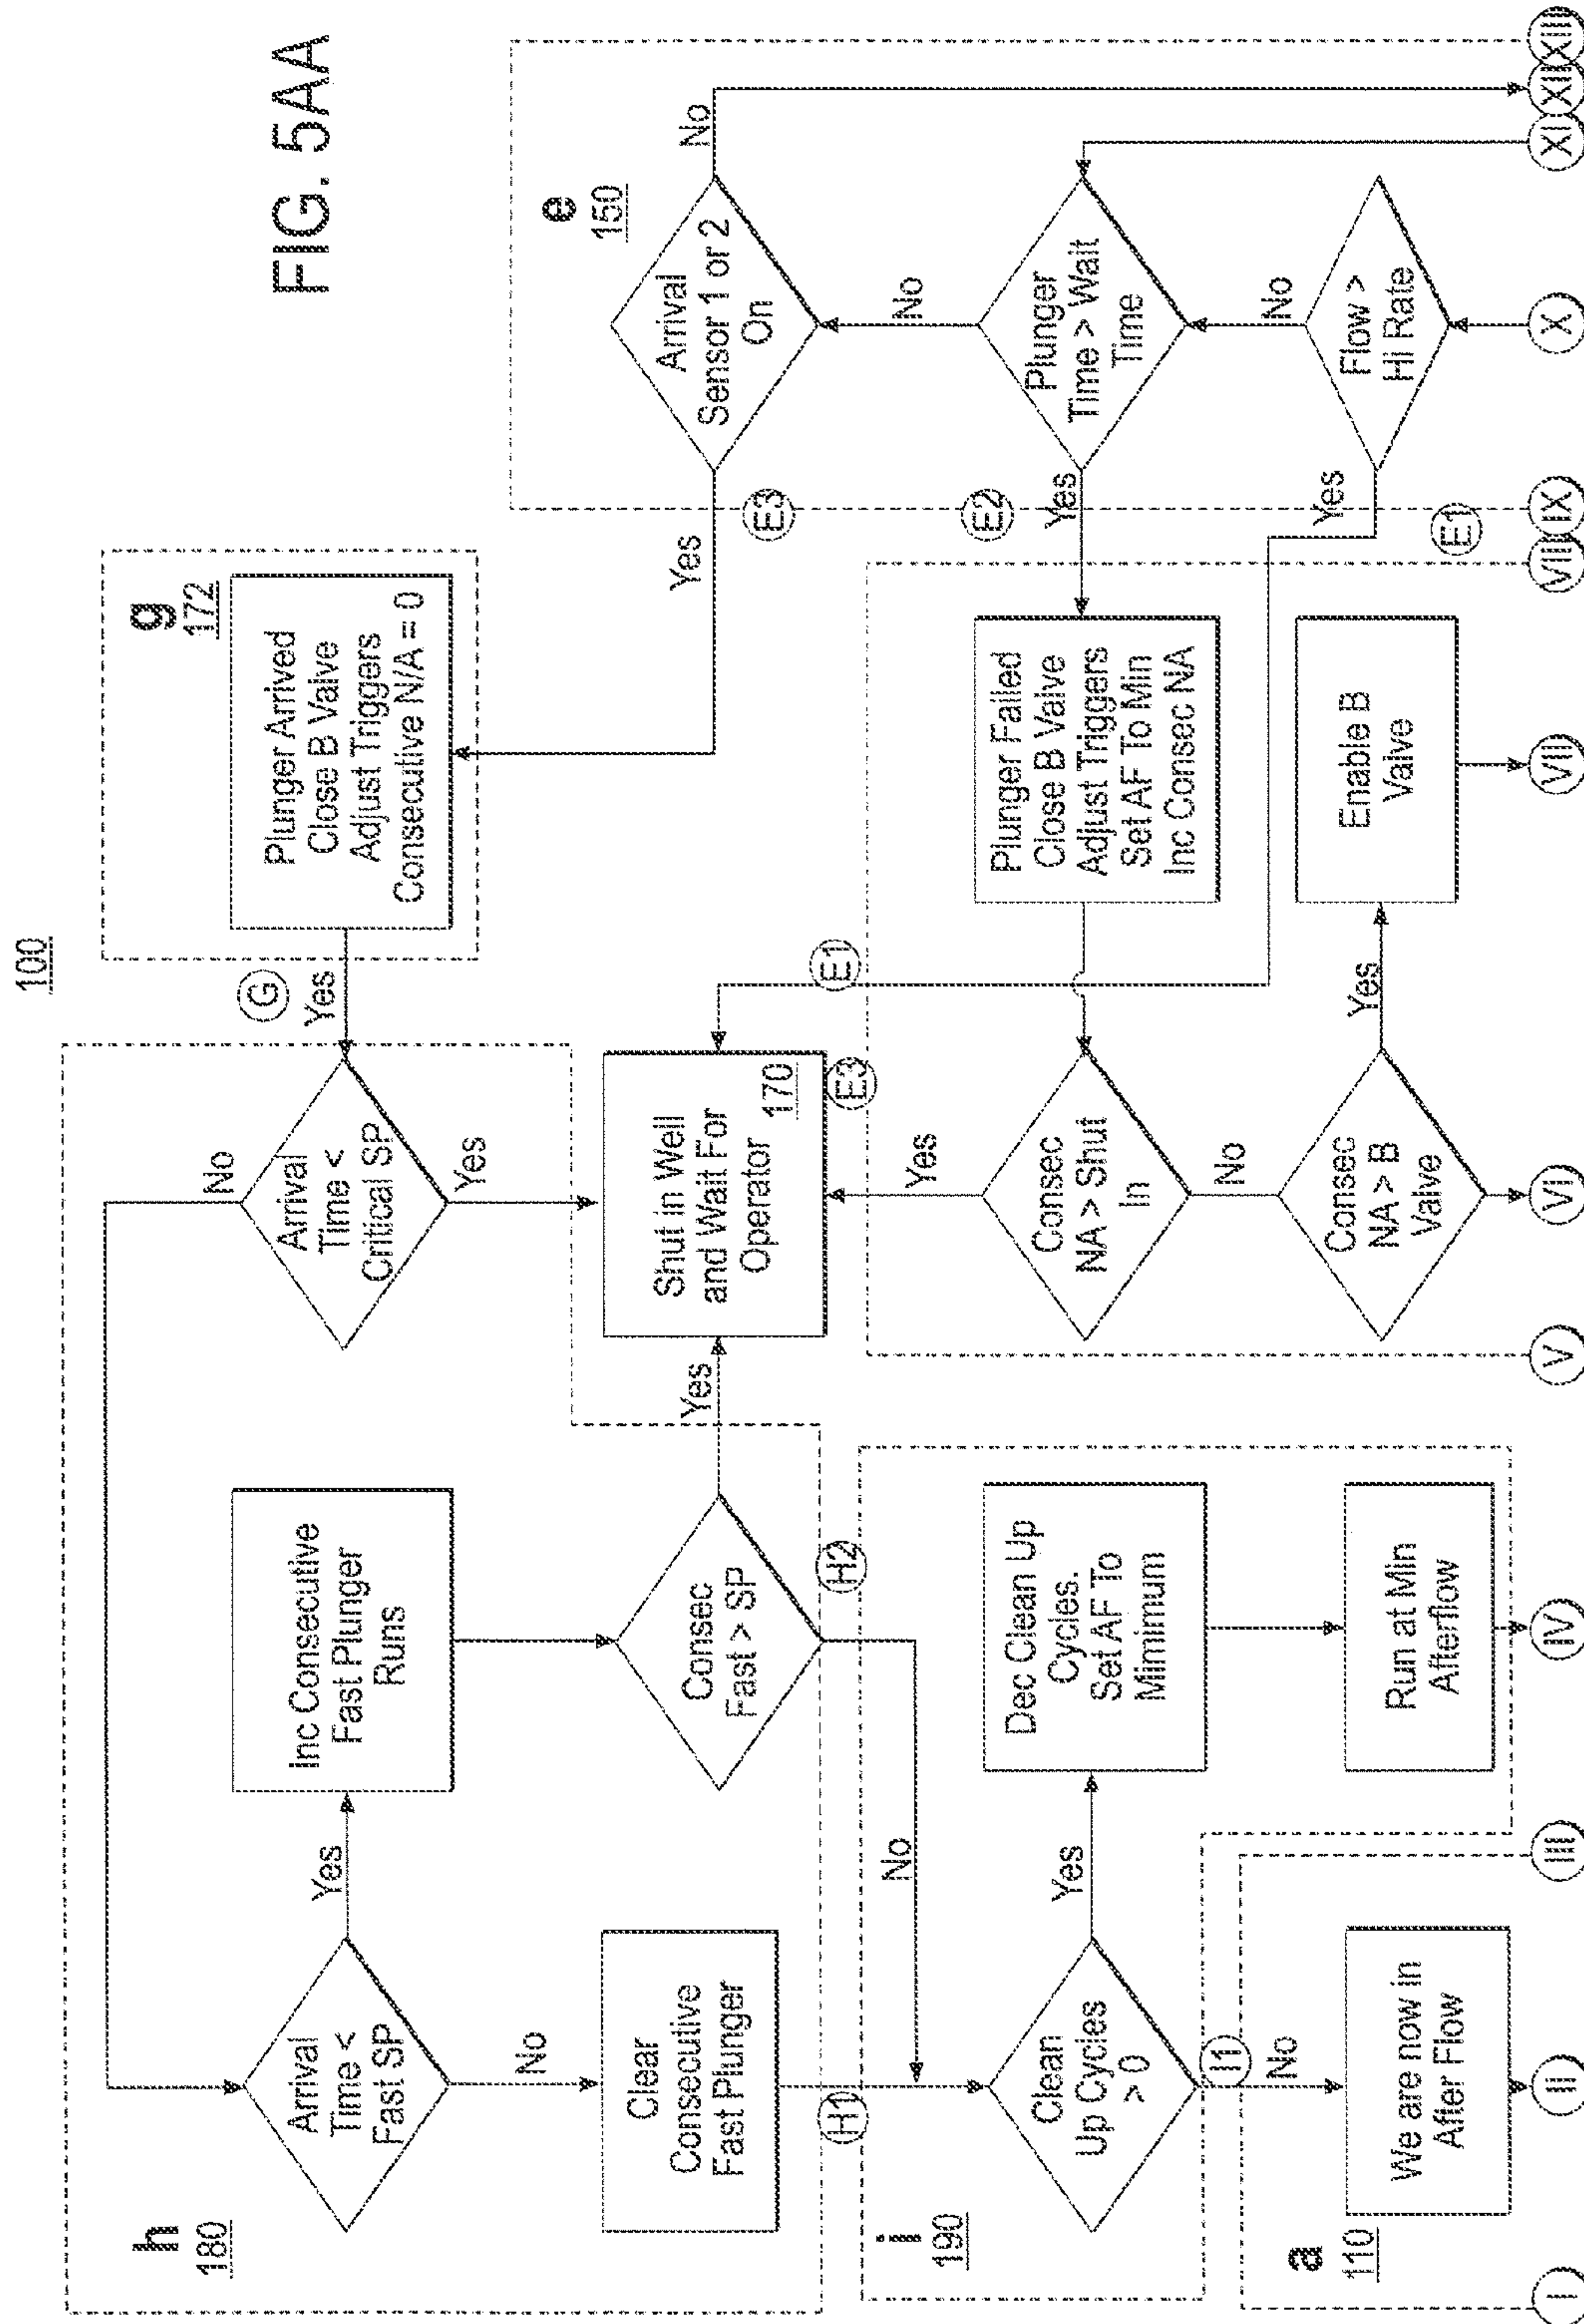 100
FIG. 5AA
h
180
Arrival
Time <
Fast SP
Yes
No
Inc Consecutive
Fast Plunger
Runs
Clear
Consecutive
Fast Plunger
H1
Consec
Fast > SP
Yes
No
H2
Arrival
Time <
Critical SP
No
Yes
G
Yes
g
172
Plunger Arrived
Close B Valve
Adjust Triggers
Consecutive N/A = 0
Shut in Well
and Wait For
Operator
170
E1
E3
e
150
Arrival
Sensor 1 or 2
On
No
Yes
E3
Plunger
Time > Wait
Time
No
Yes
E2
Flow >
Hi Rate
No
Yes
E1
Plunger Failed
Close B Valve
Adjust Triggers
Set AF To Min
Inc Consec NA
Consec
NA > Shut
In
Yes
No
Consec
NA > B
Valve
Yes
Enable B
Valve
i
190
Clean
Up Cycles
> 0
Yes
I1
No
Dec Clean Up
Cycles.
Set AF To
Minimum
Run at Min
Afterflow
a
110
We are now in
After Flow
I
II
III
IV
V
VI
VII
VIII
IX
X
XI
XII
XIII